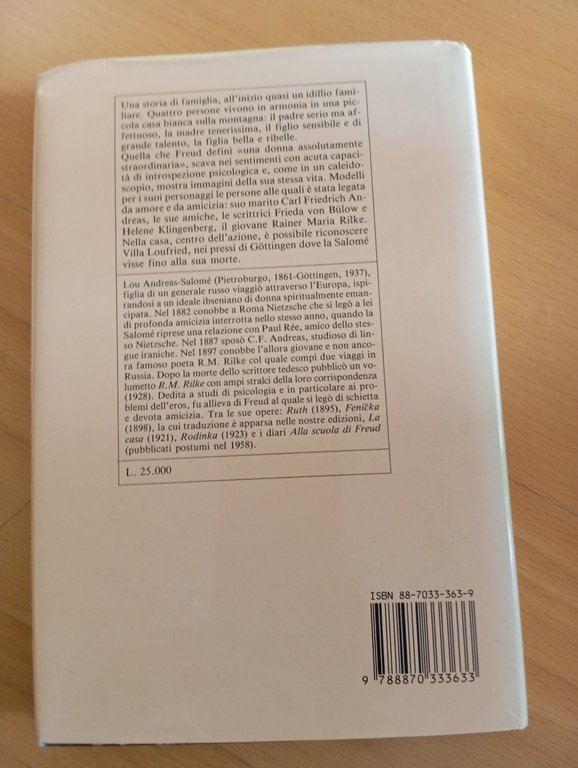 Una storia di famiglia, all'inizio quasi un idillio fami-
liare. Quattro persone vivono in armonia in una pic-
cola casa bianca sulla montagna: il padre serio ma af-
fettuoso, la madre tenerissima, il figlio sensibile e di
grande talento, la figlia bella e ribelle.
Quella che Freud definì «una donna assolutamente
straordinaria», scava nei sentimenti con acuta capaci-
tà di introspezione psicologica e, come in un caleido-
scopio, mostra immagini della sua stessa vita. Modelli
per i suoi personaggi le persone alle quali è stata legata
da amore e da amicizia: suo marito Carl Friedrich An-
dreas, le sue amiche, le scrittrici Frieda von Bülow e
Helene Klingenberg, il giovane Rainer Maria Rilke.
Nella casa, centro dell'azione, è possibile riconoscere
Villa Loufried, nei pressi di Göttingen dove la Salomé
visse fino alla sua morte.
Lou Andreas-Salomé (Pietroburgo, 1861-Göttingen, 1937),
figlia di un generale russo viaggiò attraverso l'Europa, ispi-
randosi a un ideale ibseniano di donna spiritualmente eman-
cipata. Nel 1882 conobbe a Roma Nietzsche che si legò a lei
di profonda amicizia interrotta nello stesso anno, quando la
Salomé riprese una relazione con Paul Rée, amico dello stes-
so Nietzsche. Nel 1887 sposò C.F. Andreas, studioso di lin-
gue iraniche. Nel 1897 conobbe l'allora giovane e non anco-
ra famoso poeta R.M. Rilke col quale compì due viaggi in
Russia. Dopo la morte dello scrittore tedesco pubblicò un vo-
lumetto R.M. Rilke con ampi stralci della loro corrispondenza
(1928). Dedita a studi di psicologia e in particolare ai pro-
blemi dell'eros, fu allieva di Freud al quale si legò di schietta
e devota amicizia. Tra le sue opere: Ruth (1895), Fenička
(1898), la cui traduzione è apparsa nelle nostre edizioni, La
casa (1921), Rodinka (1923) e i diari Alla scuola di Freud
(pubblicati postumi nel 1958).
L. 25.000
ISBN 88-7033-363-9
9 788870 333633